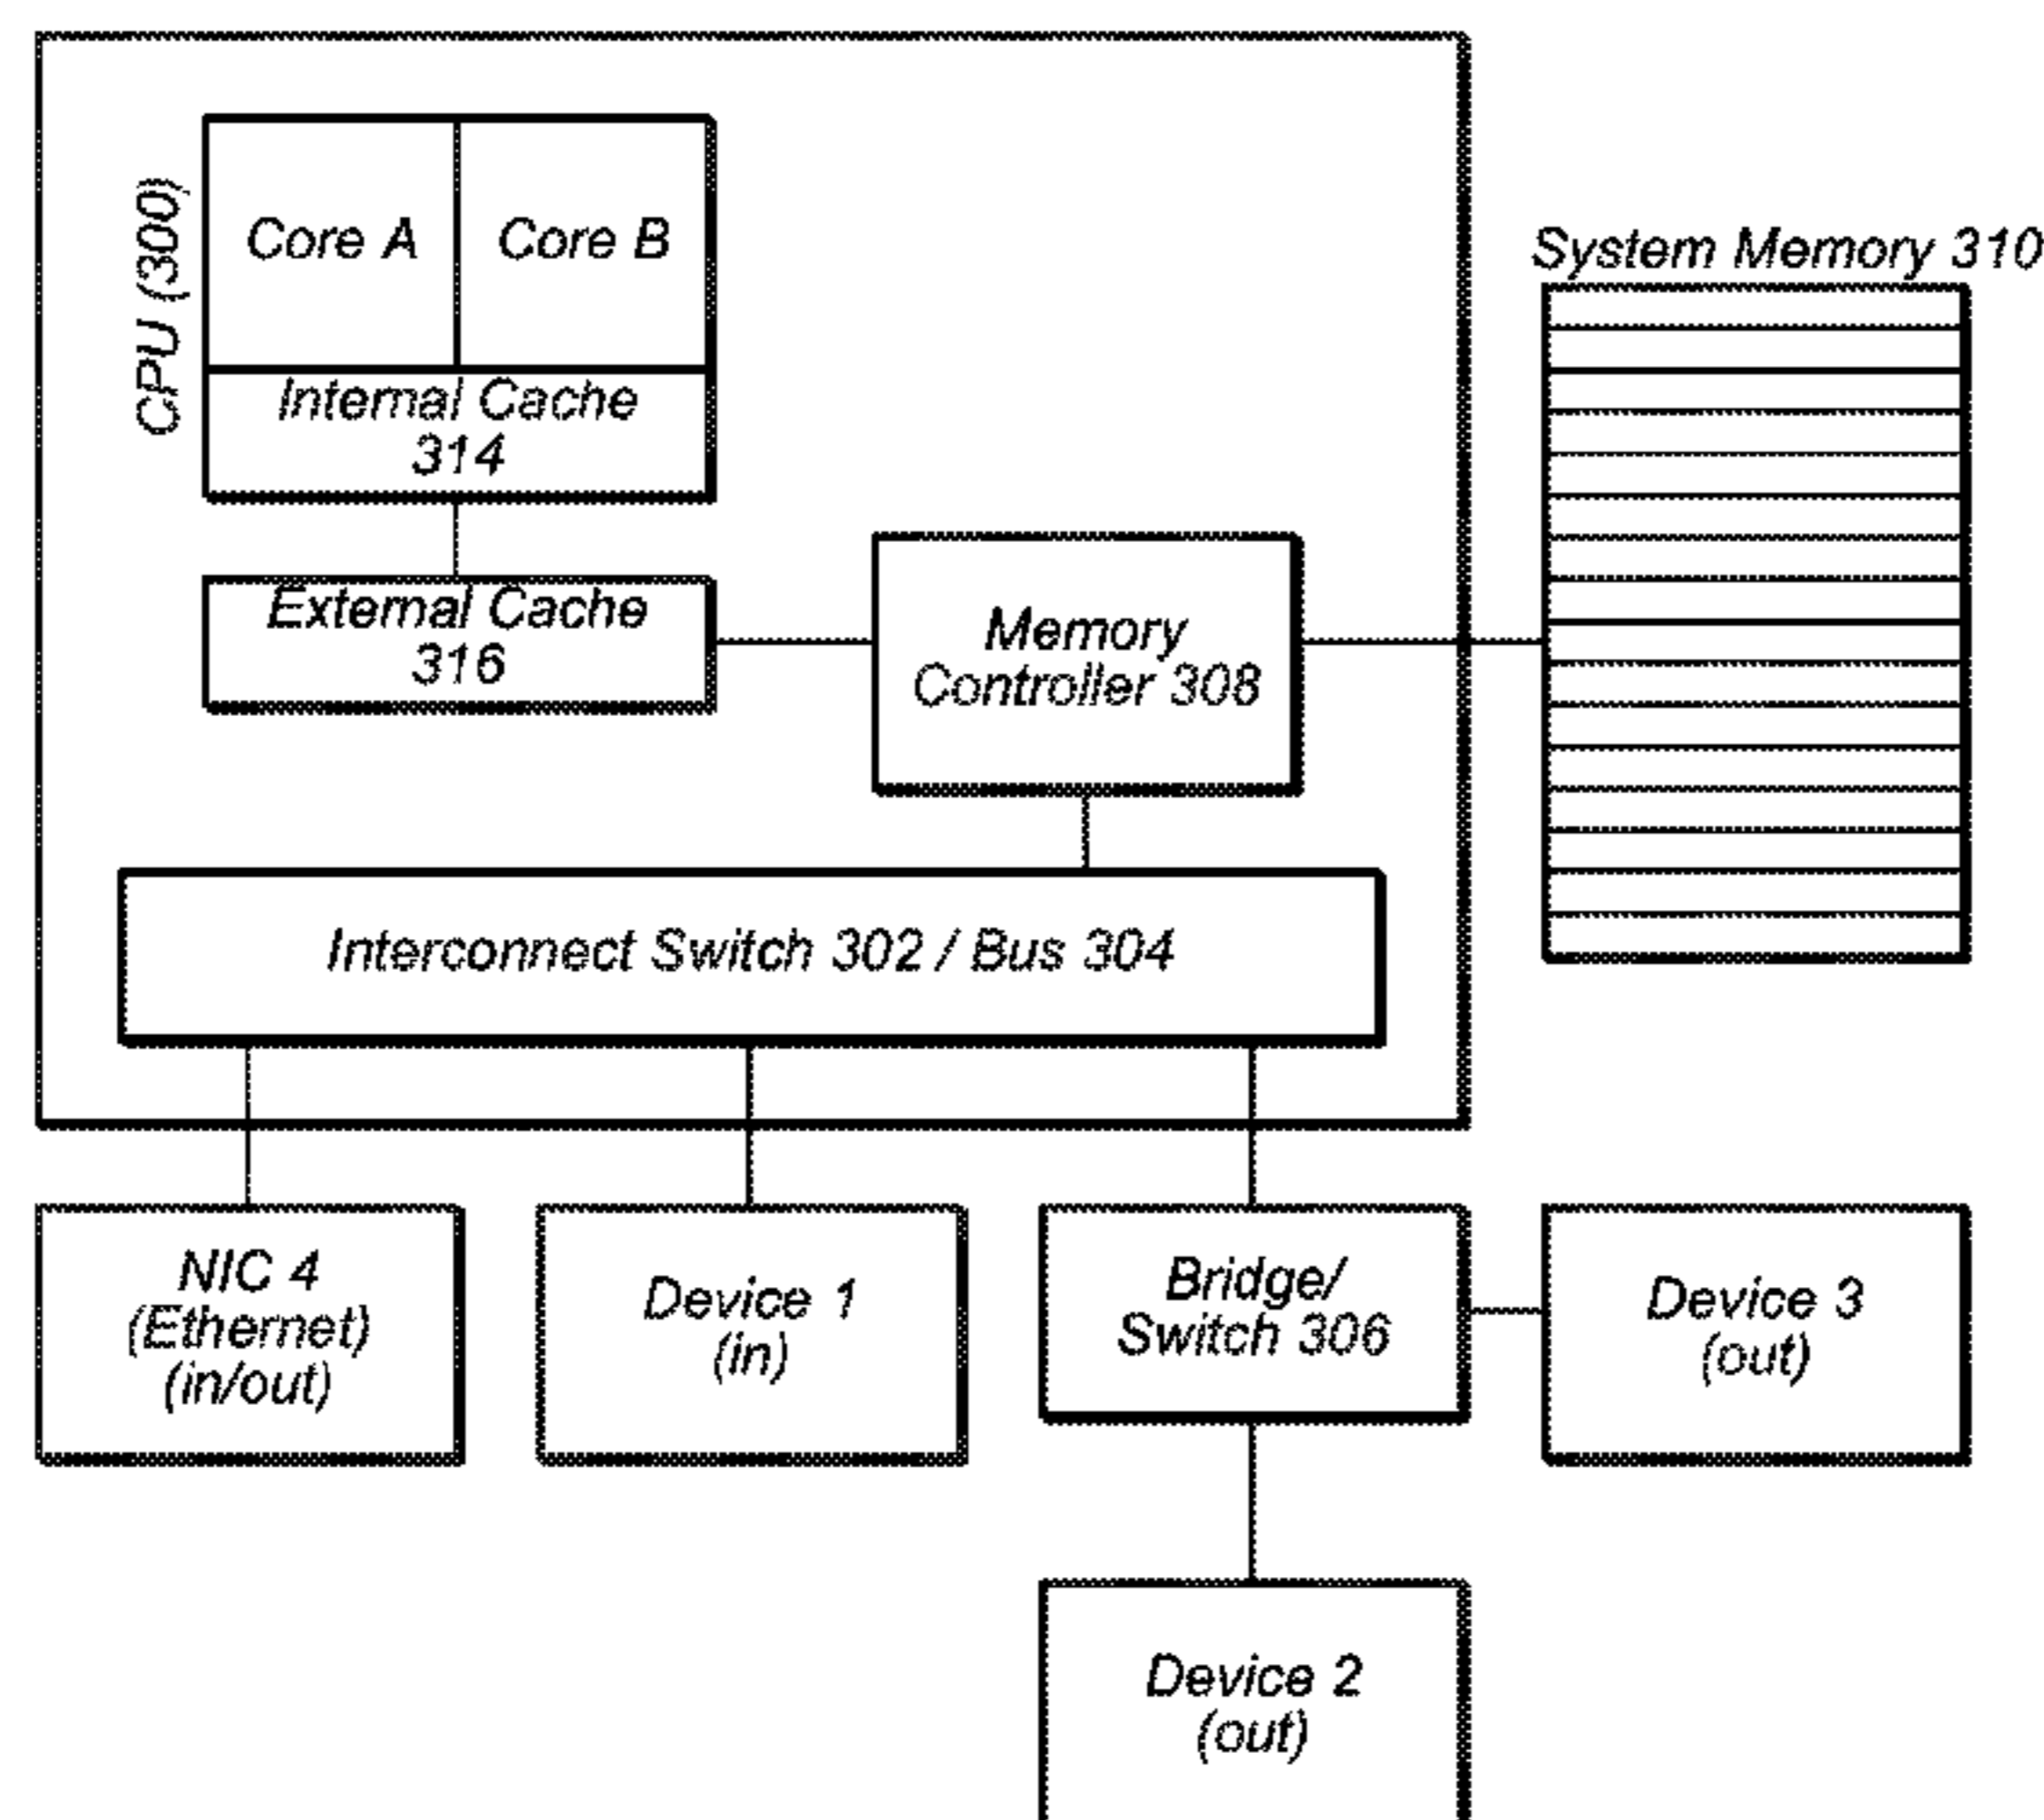 CPU (300)
Core A
Core B
Internal Cache
314
System Memory 310
External Cache
316
Memory
Controller 308
Interconnect Switch 302 / Bus 304
NIC 4
(Ethernet)
(in/out)
Device 1
(in)
Bridge/
Switch 306
Device 3
(out)
Device 2
(out)